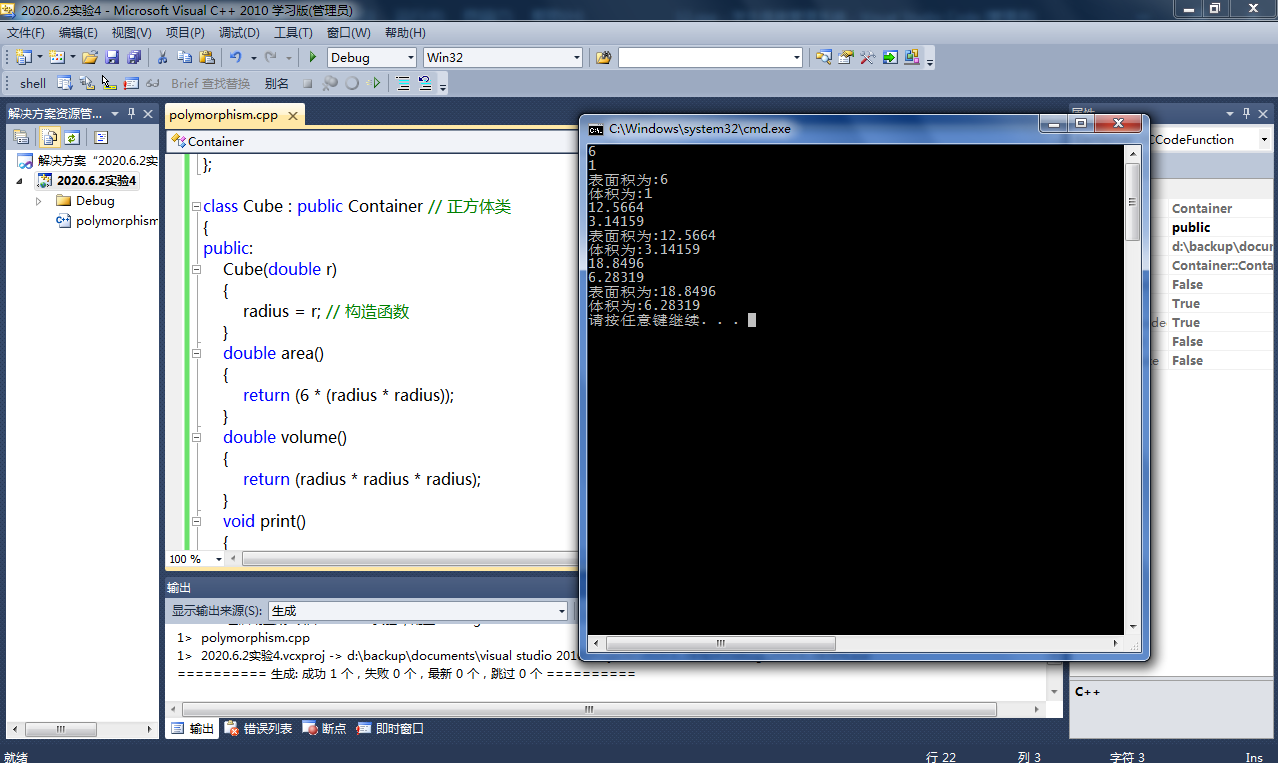 2020.6.2实验4 - Microsoft Visual C++ 2010 学习版(管理员)
文件(F) 编辑(E) 视图(V) 项目(P) 调试(D) 工具(T) 窗口(W) 帮助(H)
Debug Win32
shell Brief 查找替换 别名
解决方案资源管...
解决方案 "2020.6.2实
2020.6.2实验4
Debug
polymorphism
polymorphism.cpp
Container
};
class Cube : public Container // 正方体类
{
public:
Cube(double r)
{
radius = r; // 构造函数
}
double area()
{
return (6 * (radius * radius));
}
double volume()
{
return (radius * radius * radius);
}
void print()
{
100 %
C:\Windows\system32\cmd.exe
6
1
表面积为:6
体积为:1
12.5664
3.14159
表面积为:12.5664
体积为:3.14159
18.8496
6.28319
表面积为:18.8496
体积为:6.28319
请按任意键继续. . .
CCodeFunction
Container
public
d:\backup\docur
Container::Conta
False
True
de True
False
False
C++
输出
显示输出来源(S): 生成
1> polymorphism.cpp
1> 2020.6.2实验4.vcxproj -> d:\backup\documents\visual studio 201
========== 生成: 成功 1 个，失败 0 个，最新 0 个，跳过 0 个 ==========
输出 错误列表 断点 即时窗口
就绪 行 22 列 3 字符 3 Ins